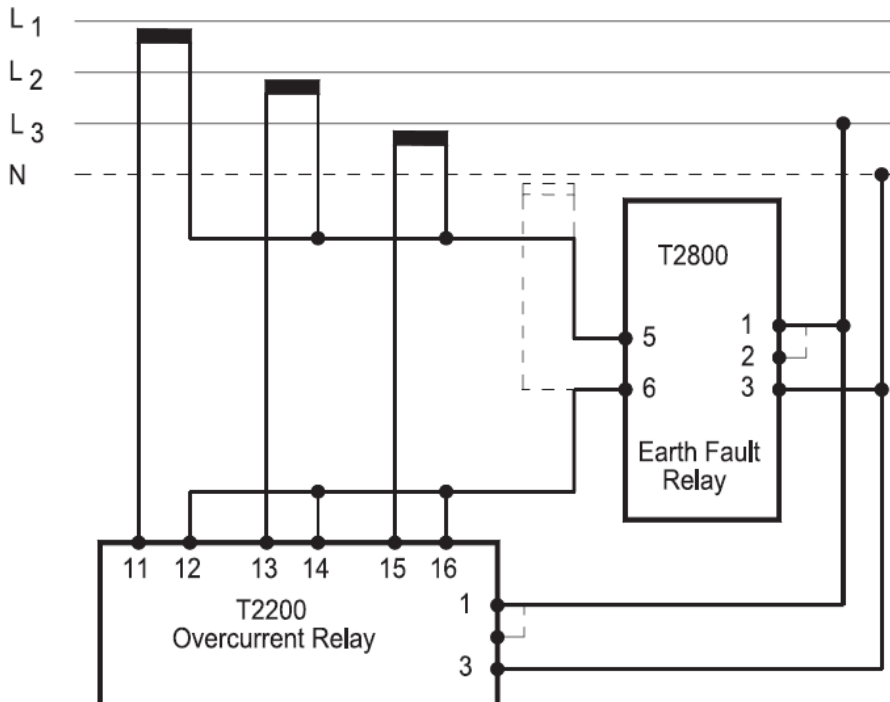 L1
L2
L3
N
T2800
5
1
2
6
3
Earth Fault
Relay
11 12 13 14 15 16
T2200
Overcurrent Relay
1
3